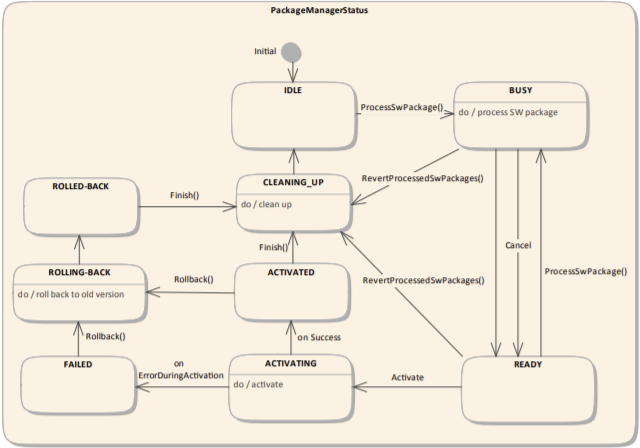 PackageManagerStatus
Initial
IDLE
BUSY
ProcessSwPackage()
do / process SW package
CLEANING_UP
RevertProcessedSwPackages()
ROLLED-BACK
Finish()
do / clean up
Finish()
Cancel
ROLLING-BACK
ACTIVATED
ProcessSwPackage()
Rollback()
RevertProcessedSwPackages()
do / roll back to old version
Rollback()
on Success
FAILED
on
ErrorDuringActivation
ACTIVATING
READY
Activate
do / activate